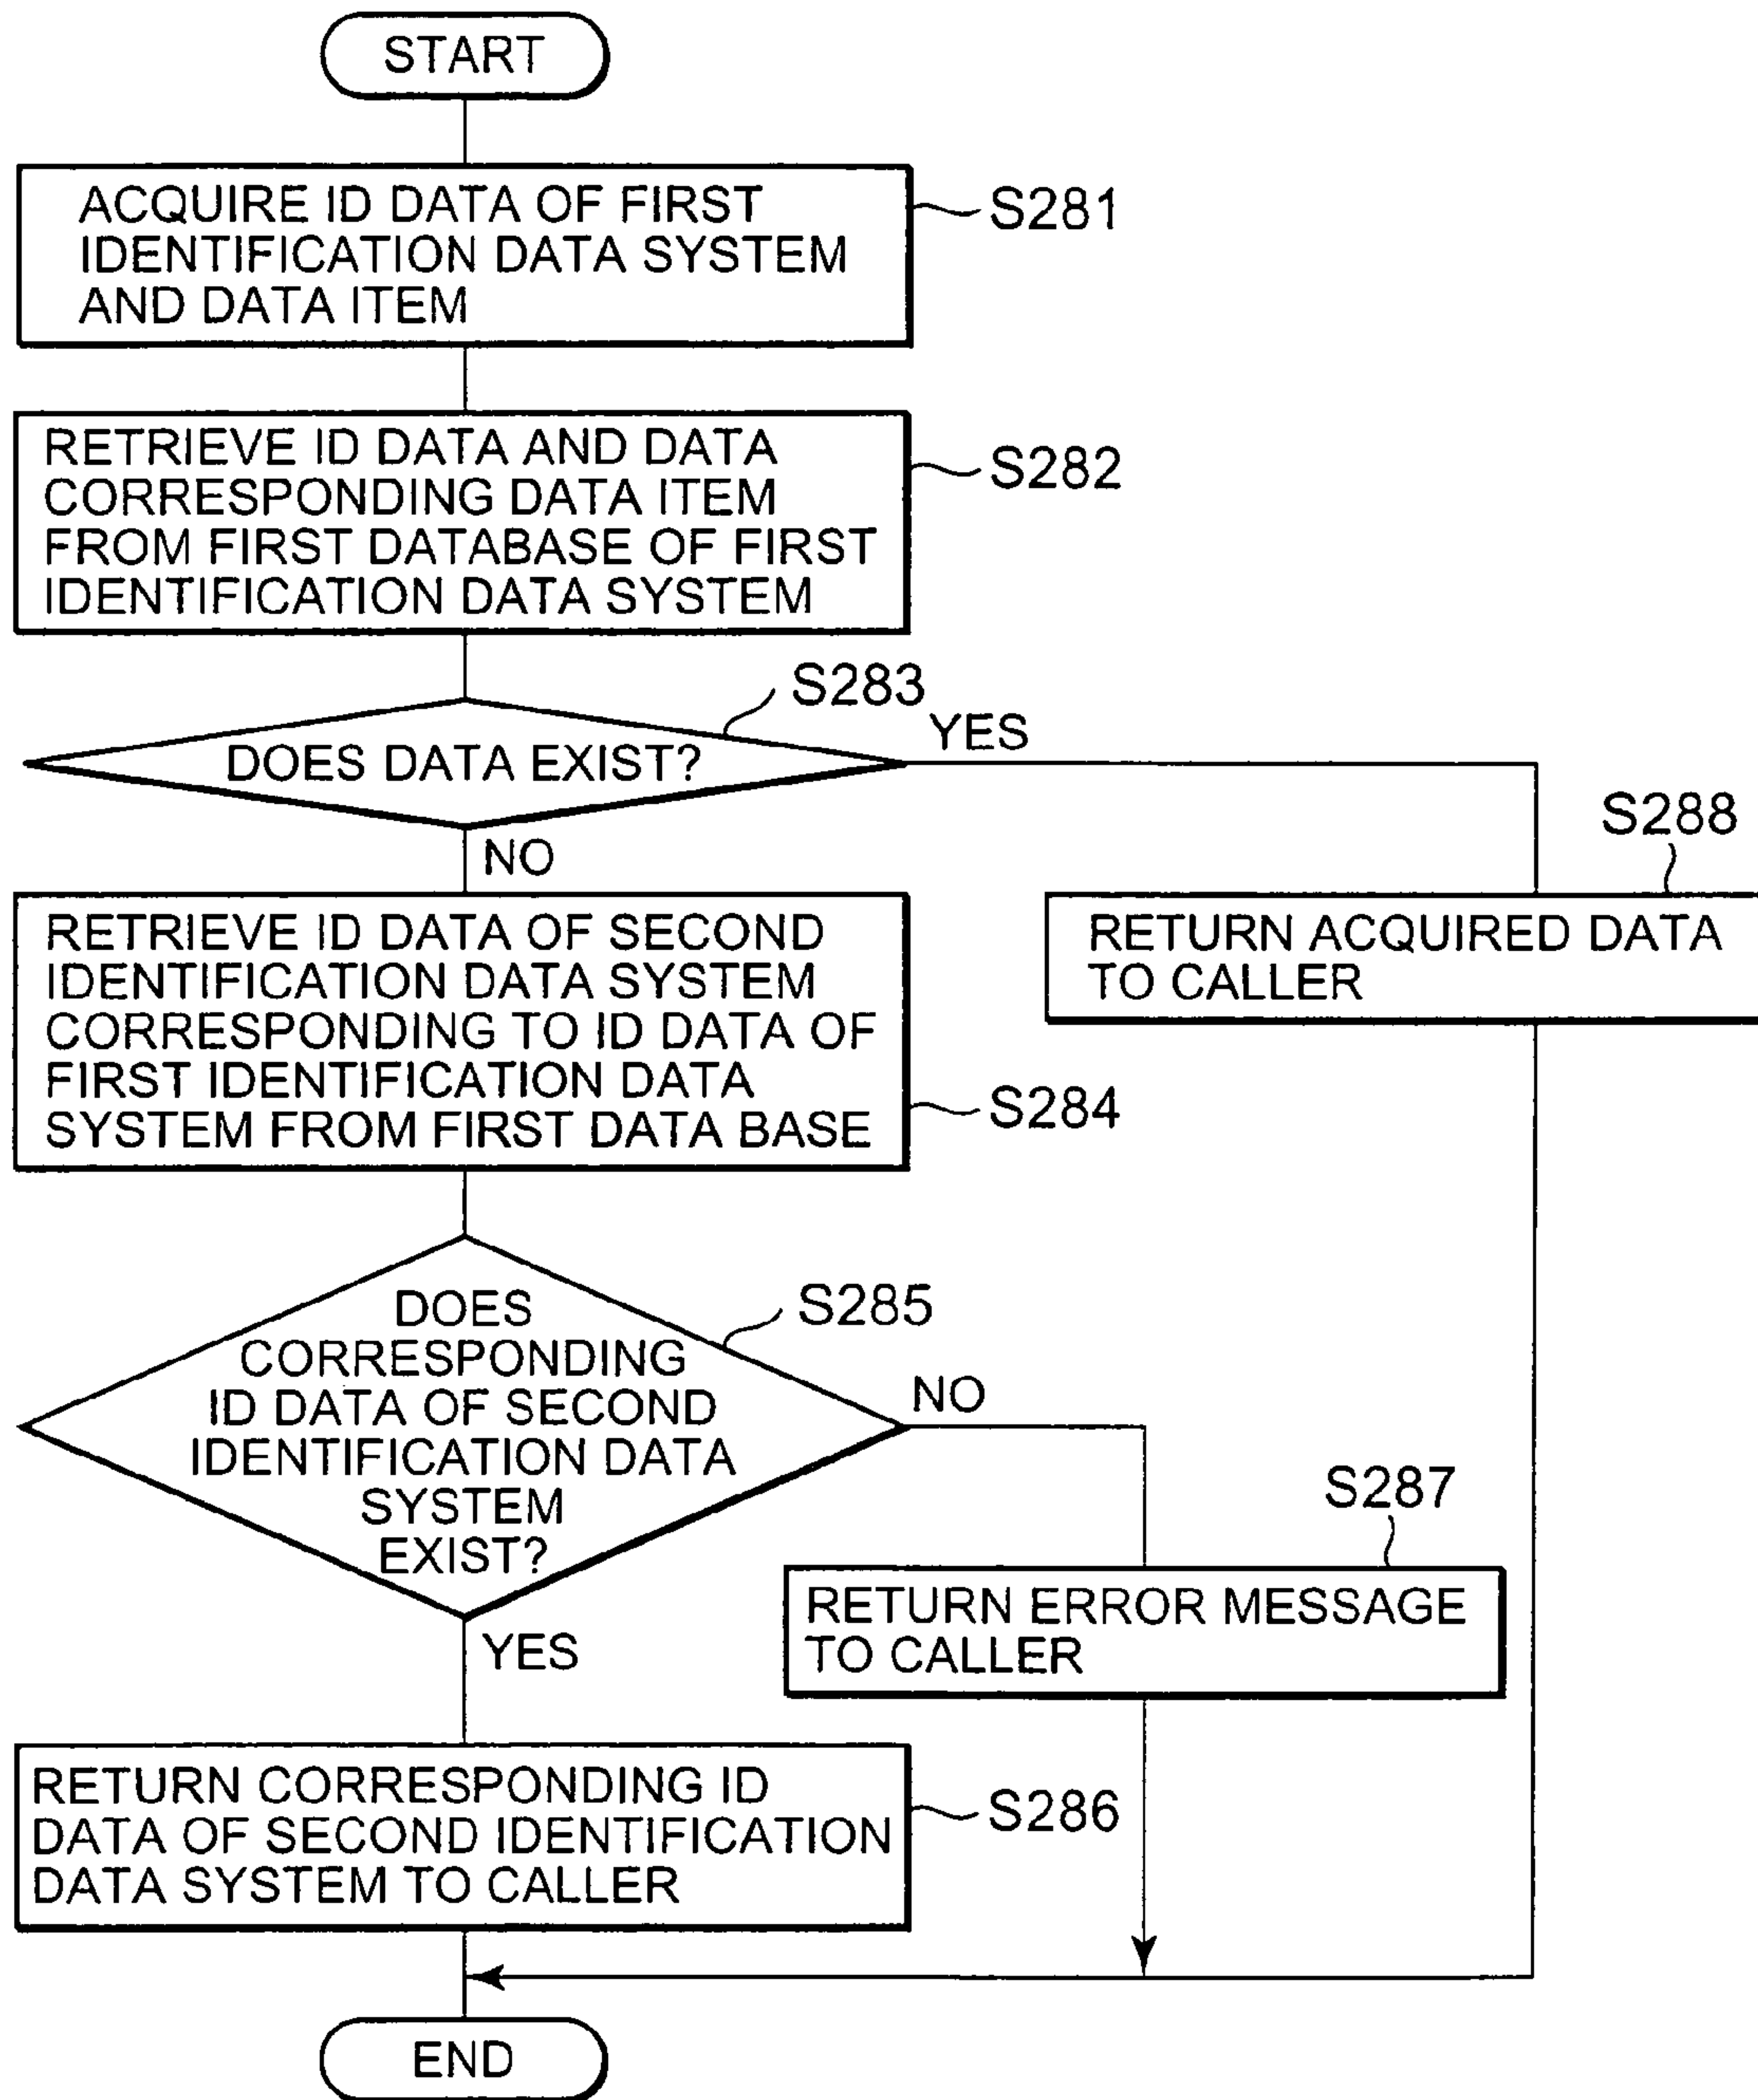 START
ACQUIRE ID DATA OF FIRST
IDENTIFICATION DATA SYSTEM
AND DATA ITEM
S281
RETRIEVE ID DATA AND DATA
CORRESPONDING DATA ITEM
FROM FIRST DATABASE OF FIRST
IDENTIFICATION DATA SYSTEM
S282
S283
DOES DATA EXIST?
YES
NO
S288
RETURN ACQUIRED DATA
TO CALLER
RETRIEVE ID DATA OF SECOND
IDENTIFICATION DATA SYSTEM
CORRESPONDING TO ID DATA OF
FIRST IDENTIFICATION DATA
SYSTEM FROM FIRST DATA BASE
S284
S285
DOES
CORRESPONDING
ID DATA OF SECOND
IDENTIFICATION DATA
SYSTEM
EXIST?
NO
YES
S287
RETURN ERROR MESSAGE
TO CALLER
RETURN CORRESPONDING ID
DATA OF SECOND IDENTIFICATION
DATA SYSTEM TO CALLER
S286
END